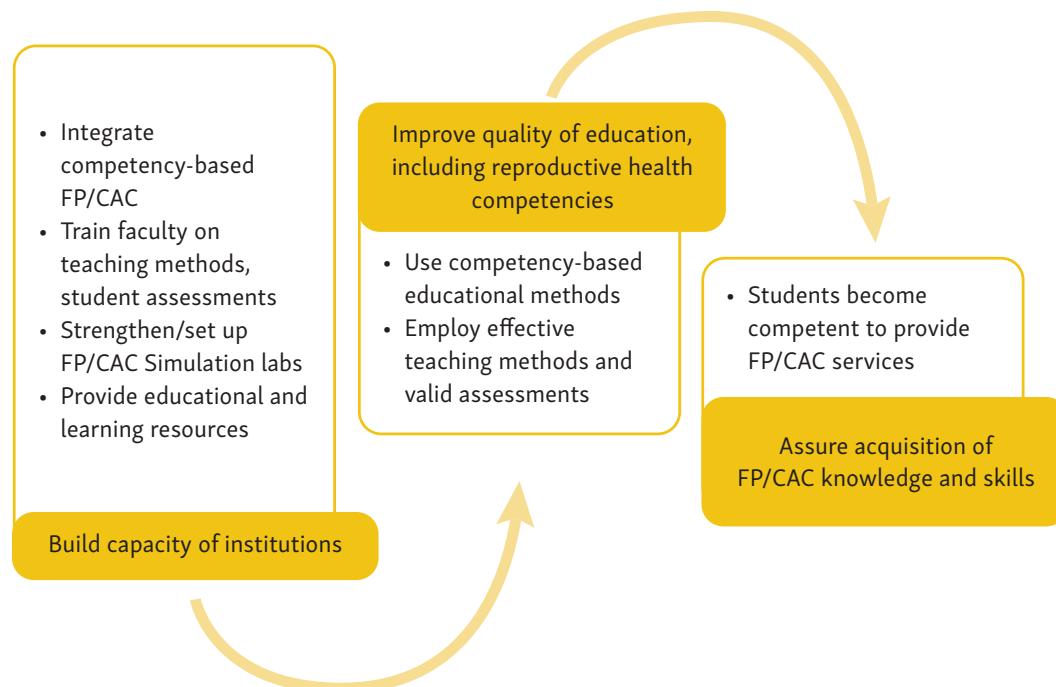 • Integrate
competency-based
FP/CAC
• Train faculty on
teaching methods,
student assessments
• Strengthen/set up
FP/CAC Simulation labs
• Provide educational and
learning resources
Build capacity of institutions
Improve quality of education,
including reproductive health
competencies
• Use competency-based
educational methods
• Employ effective
teaching methods and
valid assessments
• Students become
competent to provide
FP/CAC services
Assure acquisition of
FP/CAC knowledge and skills